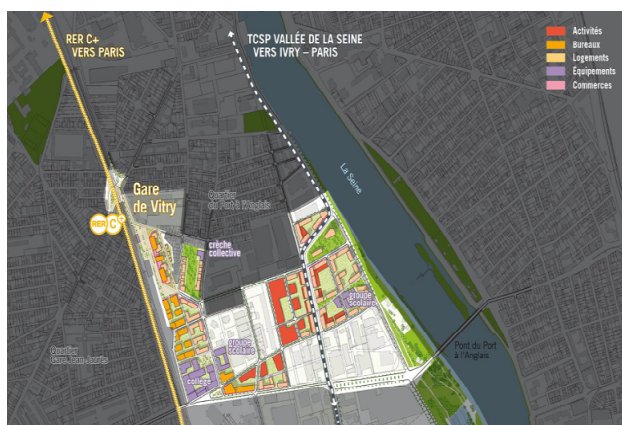 RER C+
VERS PARIS
TCSP VALLÉE DE LA SEINE
VERS IVRY – PARIS
Activités
Bureaux
Logements
Équipements
Commerces
La Seine
Gare
de Vitry
RER C+
Quartier
du Port à l'Anglais
crèche
collective
groupe
scolaire
groupe
scolaire
collège
Quartier
Gare Jean Jaurès
Pont du Port
à l'Anglais